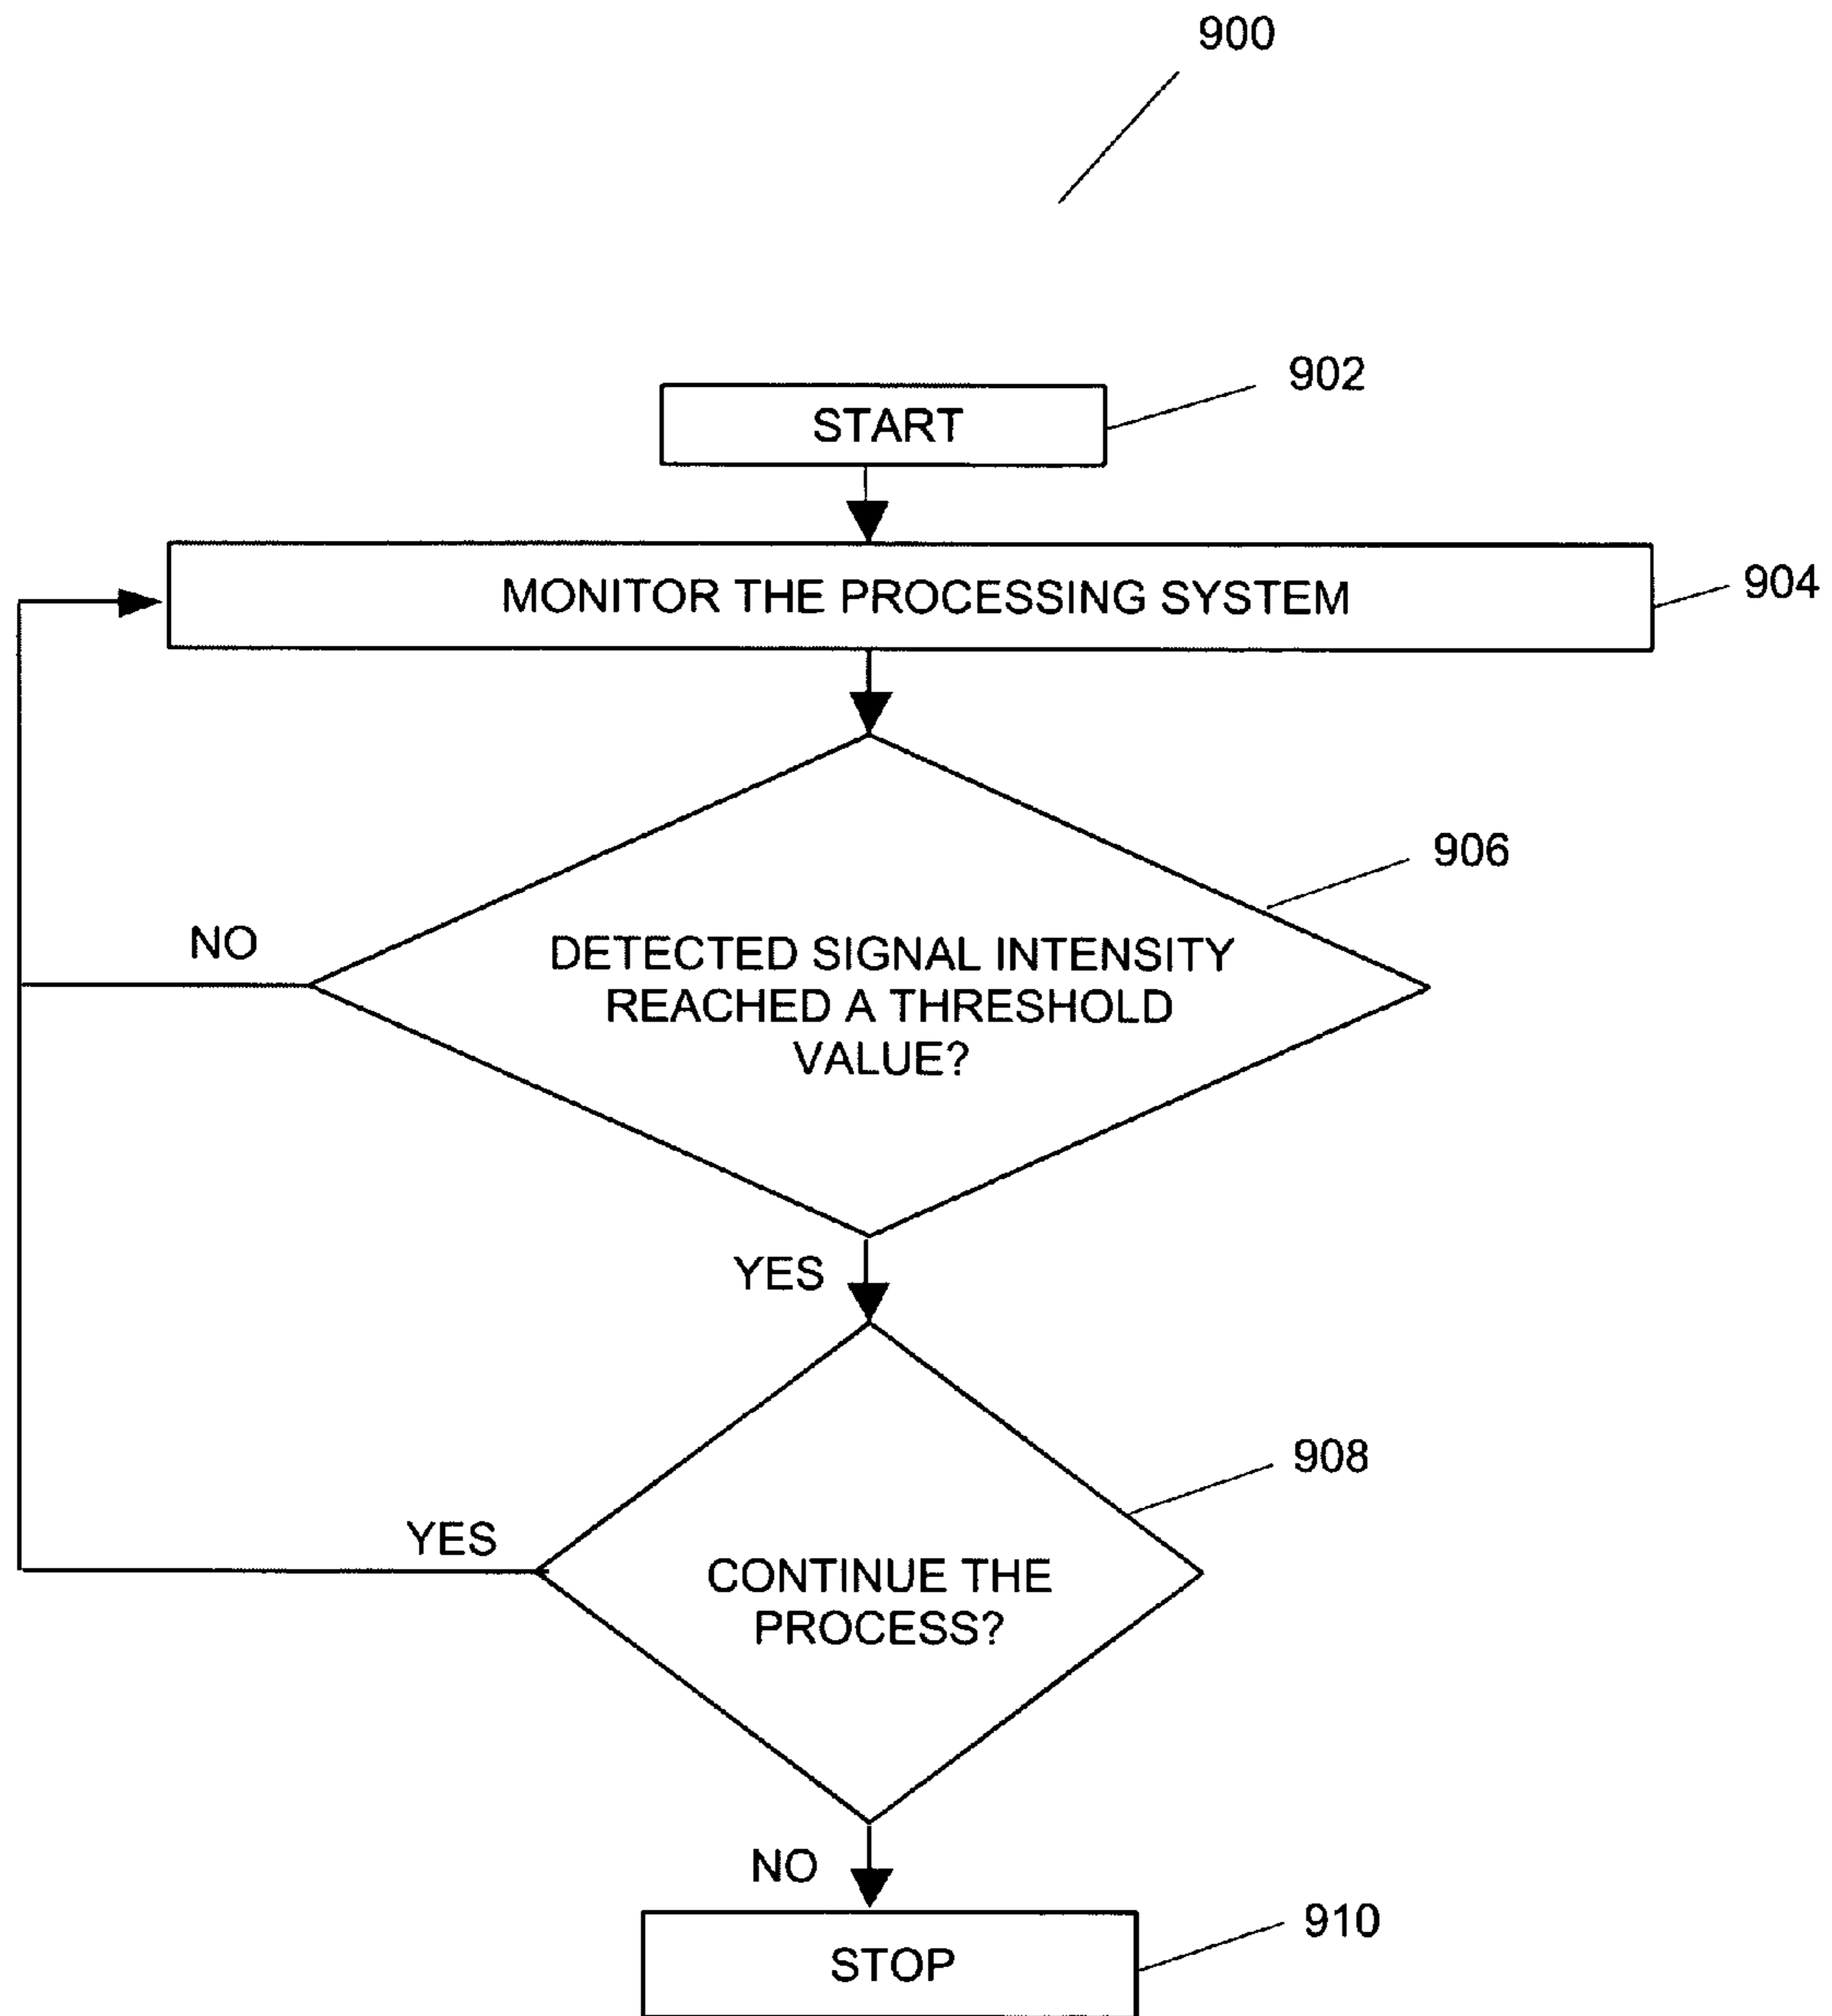 900
902
START
MONITOR THE PROCESSING SYSTEM
904
906
NO
DETECTED SIGNAL INTENSITY
REACHED A THRESHOLD
VALUE?
YES
908
YES
CONTINUE THE
PROCESS?
NO
910
STOP